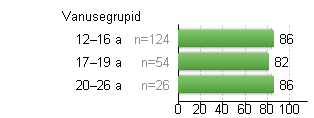 Vanusegrupid
12–16 a n=124 86
17–19 a n=54 82
20–26 a n=26 86
0 20 40 60 80 100